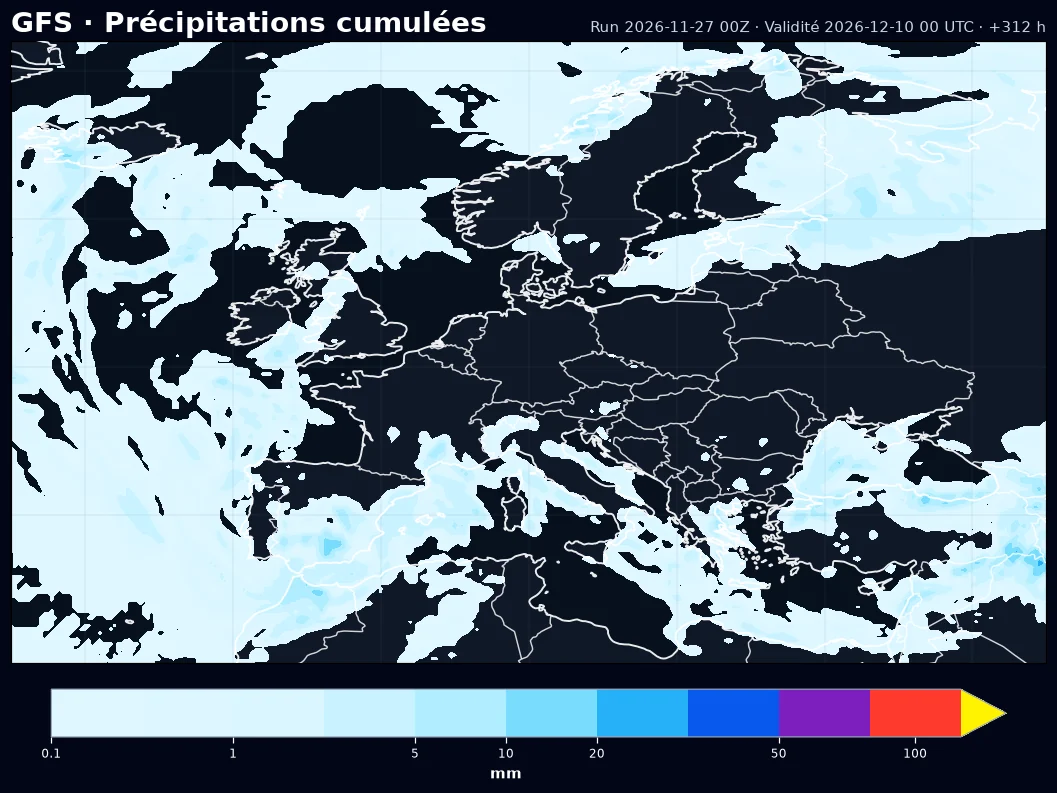 GFS · Précipitations cumulées
Run 2026-11-27 00Z · Validité 2026-12-10 00 UTC · +312 h
0.1 1 5 10 20 50 100
mm